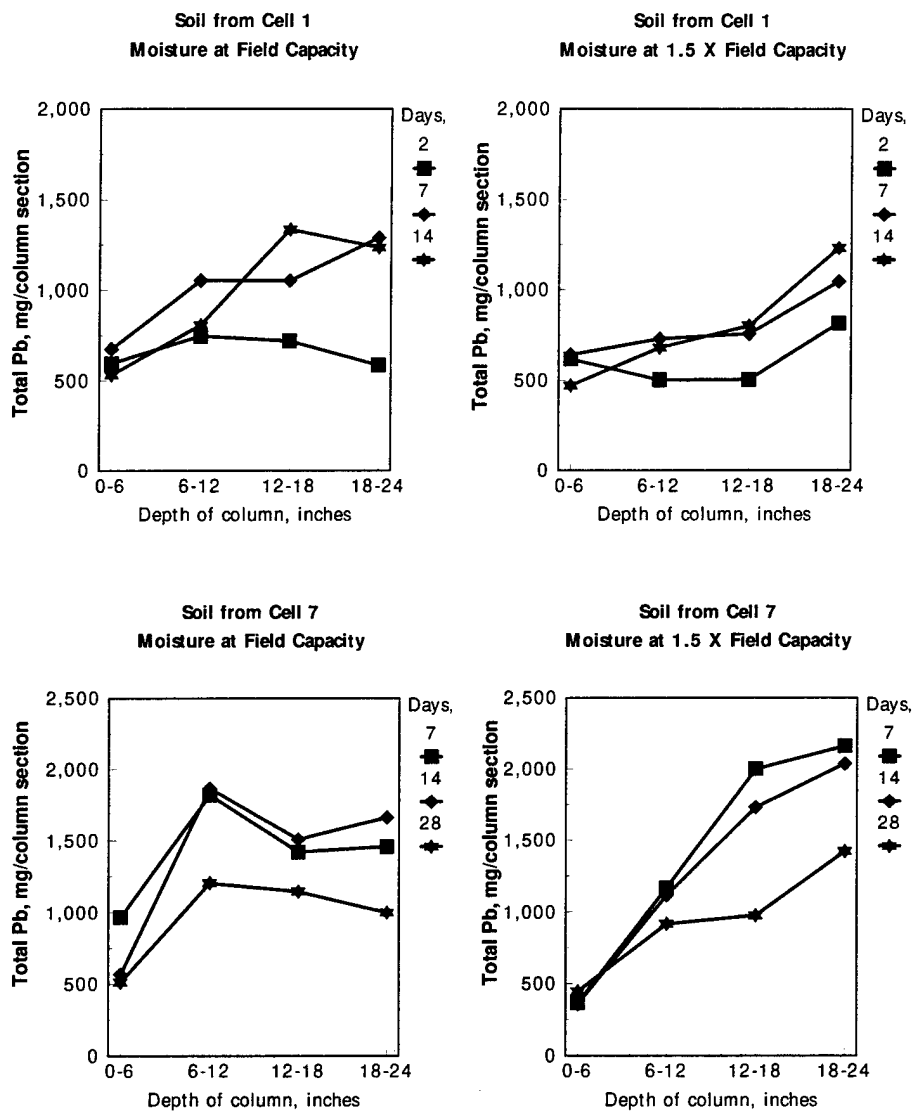 Soil from Cell 1
Moisture at Field Capacity
Total Pb, mg/column section
2,000
1,500
1,000
500
0
0-6 6-12 12-18 18-24
Depth of column, inches
Days,
2
7
14
Soil from Cell 1
Moisture at 1.5 X Field Capacity
Total Pb, mg/column section
2,000
1,500
1,000
500
0
0-6 6-12 12-18 18-24
Depth of column, inches
Days,
2
7
14
Soil from Cell 7
Moisture at Field Capacity
Total Pb, mg/column section
2,500
2,000
1,500
1,000
500
0
0-6 6-12 12-18 18-24
Depth of column, inches
Days,
7
14
28
Soil from Cell 7
Moisture at 1.5 X Field Capacity
Total Pb, mg/column section
2,500
2,000
1,500
1,000
500
0
0-6 6-12 12-18 18-24
Depth of column, inches
Days,
7
14
28